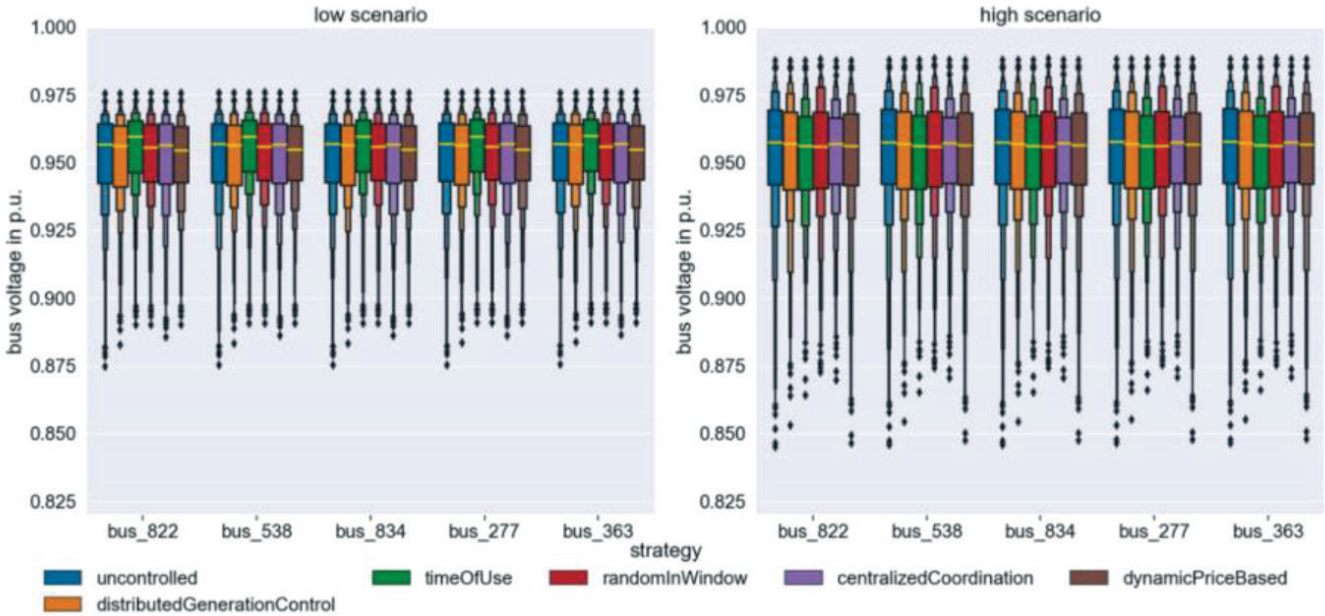 low scenario
high scenario
1.000
0.975
0.950
0.925
0.900
0.875
0.850
0.825
bus voltage in p.u.
bus_822 bus_538 bus_834 bus_277 bus_363
1.000
0.975
0.950
0.925
0.900
0.875
0.850
0.825
bus voltage in p.u.
bus_822 bus_538 bus_834 bus_277 bus_363
strategy
uncontrolled timeOfUse randomInWindow centralizedCoordination dynamicPriceBased
distributedGenerationControl